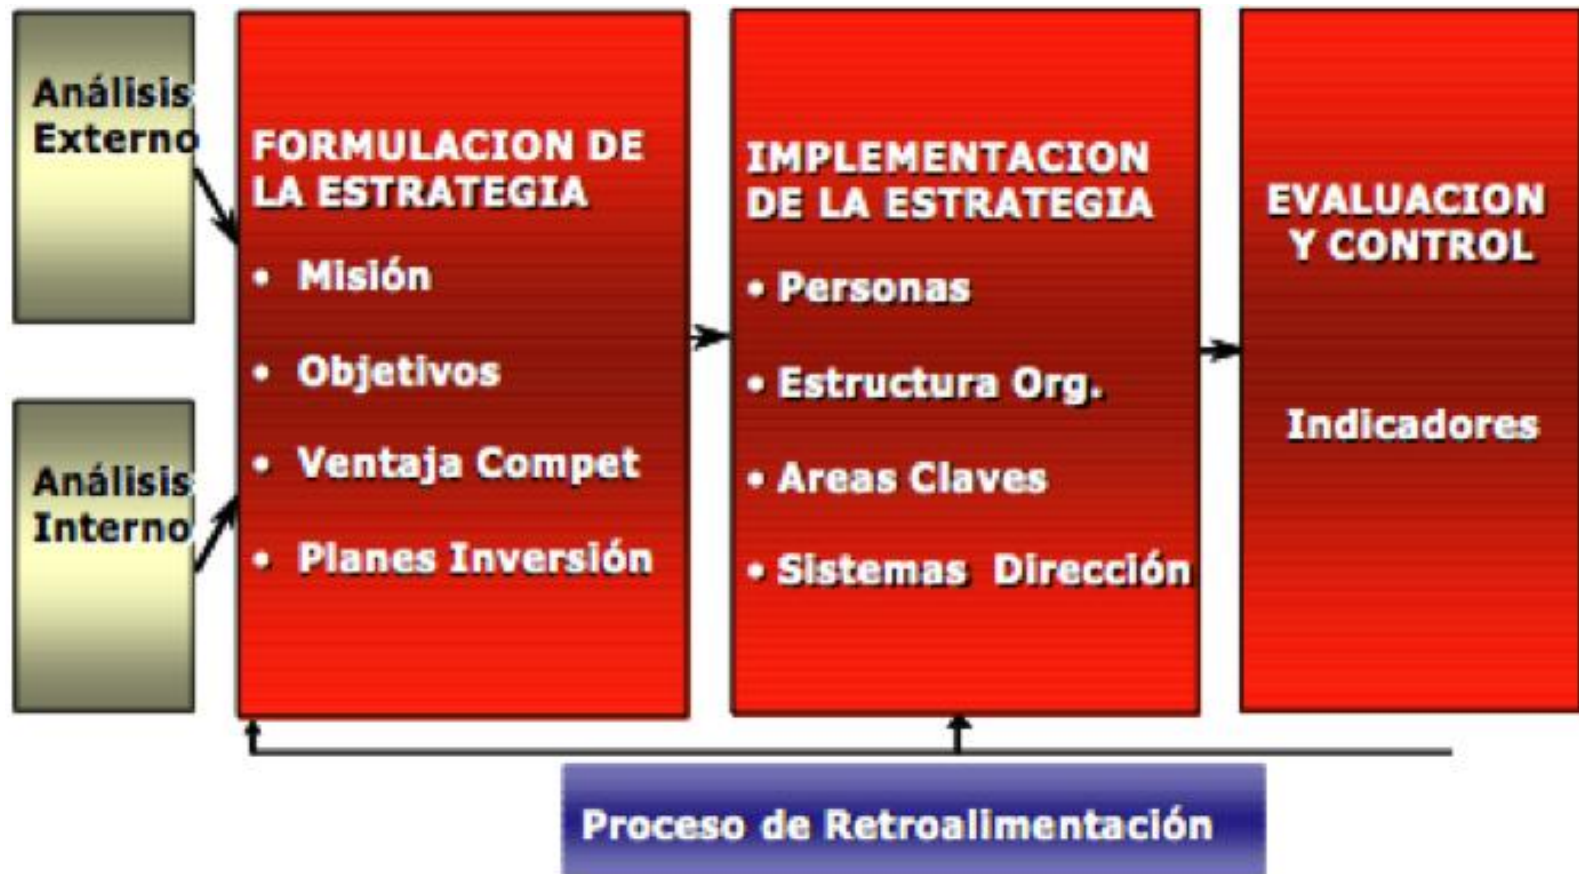 Análisis
Externo
Análisis
Interno
FORMULACION DE
LA ESTRATEGIA
• Misión
• Objetivos
• Ventaja Compet
• Planes Inversión
IMPLEMENTACION
DE LA ESTRATEGIA
• Personas
• Estructura Org.
• Areas Claves
• Sistemas Dirección
EVALUACION
Y CONTROL
Indicadores
Proceso de Retroalimentación